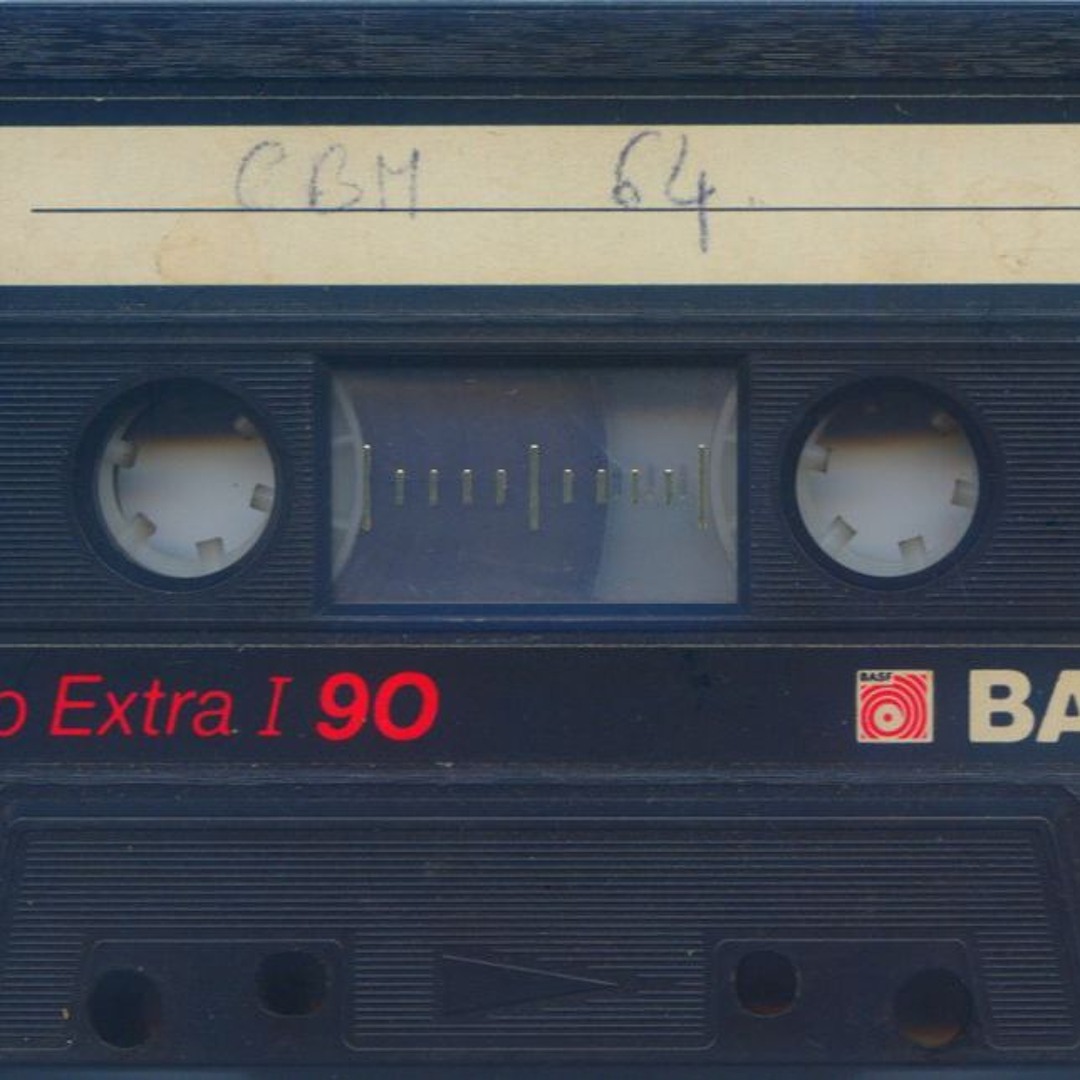 CBM 64
o Extra I 90
BASF
BA